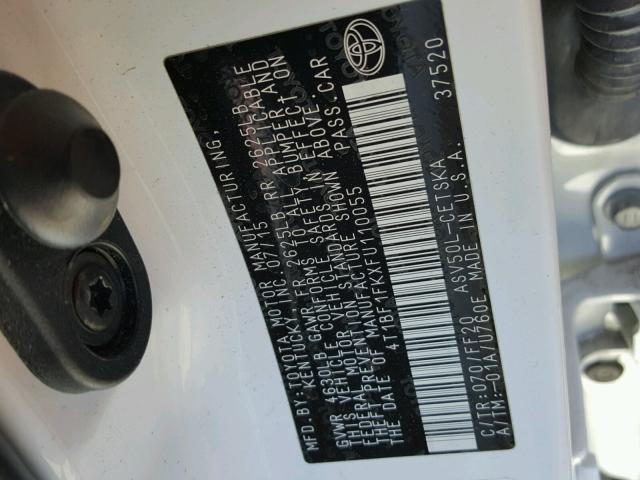 MFD. BY: TOYOTA MOTOR MANUFACTURING,
KENTUCKY, INC. 07/15
GVWR 4630LB GAWR FR 2625LB RR 2625LB
THIS VEHICLE CONFORMS TO ALL APPLICABLE
FEDERAL MOTOR VEHICLE SAFETY, BUMPER, AND
THEFT PREVENTION STANDARDS IN EFFECT ON
THE DATE OF MANUFACTURE SHOWN ABOVE.
4T1BF1FKXFU110055 PASS. CAR
C/TR: 070/FF20 ASV50L-CETSKA 37520
A/TM: -01A/U760E MADE IN U.S.A.